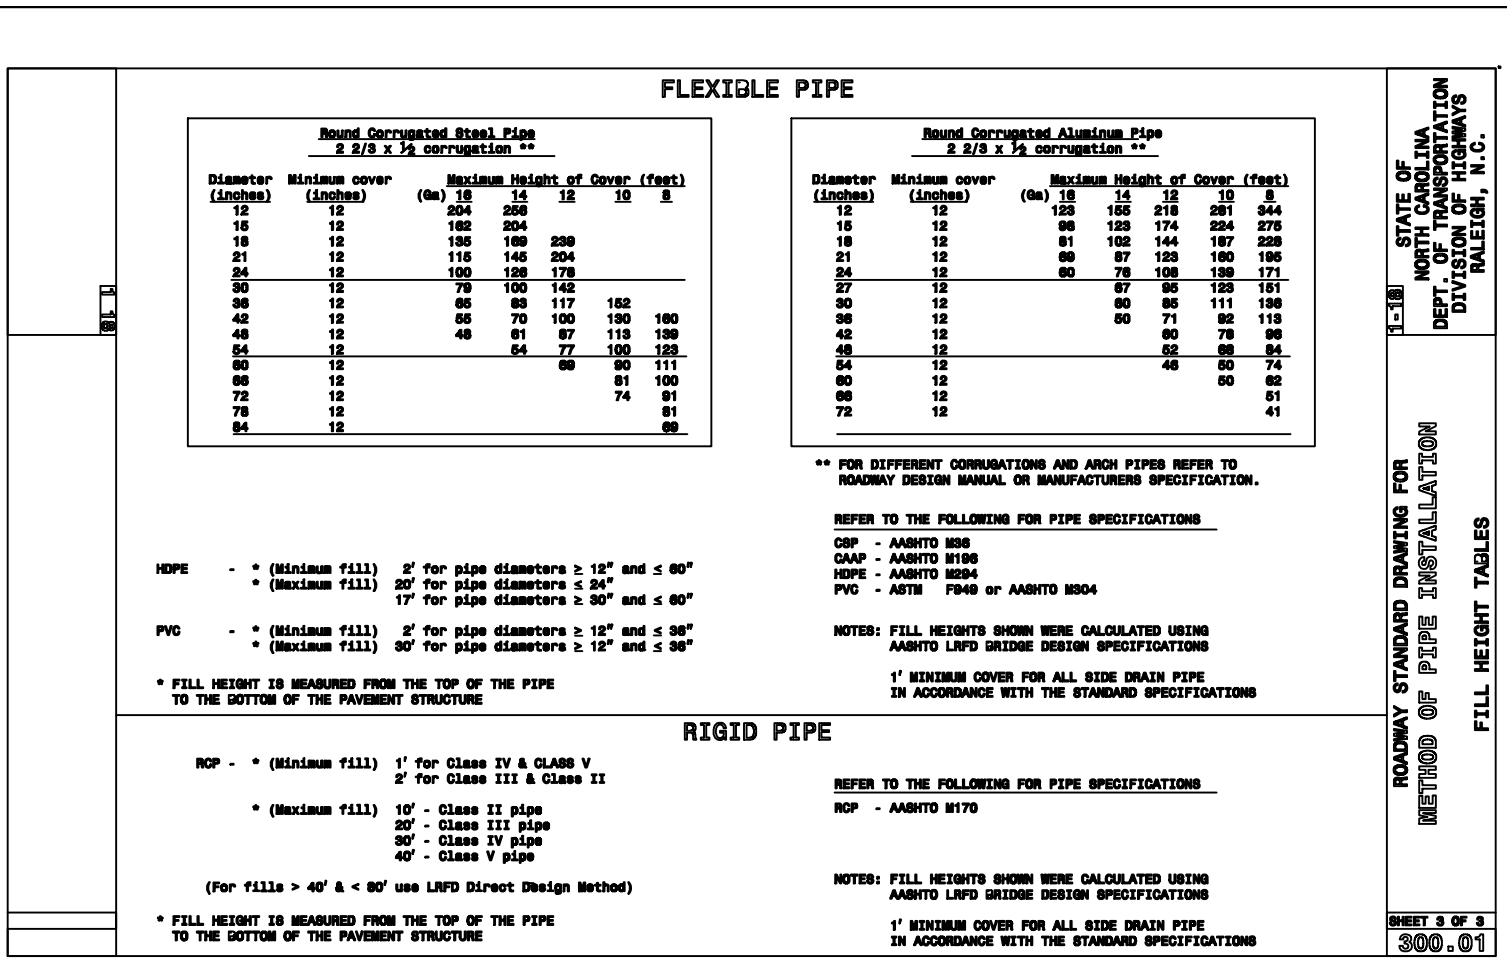 FLEXIBLE PIPE
Round Corrugated Steel Pipe
2 2/3 x ½ corrugation **
Diameter Minimum cover Maximum Height of Cover (feet)
(inches) (inches) (Ga) 16 14 12 10 8
12 12 204 256
15 12 162 204
18 12 135 169 239
21 12 115 145 204
24 12 100 126 178
30 12 79 100 142
36 12 65 83 117 152
42 12 55 70 100 130 160
48 12 48 61 87 113 139
54 12 54 77 100 123
60 12 69 90 111
66 12 81 100
72 12 74 91
78 12 81
84 12 69
Round Corrugated Aluminum Pipe
2 2/3 x ½ corrugation **
Diameter Minimum cover Maximum Height of Cover (feet)
(inches) (inches) (Ga) 16 14 12 10 8
12 12 123 155 218 281 344
15 12 98 123 174 224 275
18 12 81 102 144 187 228
21 12 69 87 123 160 195
24 12 60 76 108 139 171
27 12 67 95 123 151
30 12 60 85 111 136
36 12 50 71 92 113
42 12 60 78 96
48 12 52 68 84
54 12 46 50 74
60 12 50 62
66 12 51
72 12 41
** FOR DIFFERENT CORRUGATIONS AND ARCH PIPES REFER TO
ROADWAY DESIGN MANUAL OR MANUFACTURERS SPECIFICATION.
HDPE - * (Minimum fill) 2' for pipe diameters ≥ 12" and ≤ 60"
* (Maximum fill) 20' for pipe diameters ≤ 24"
17' for pipe diameters ≥ 30" and ≤ 60"
PVC - * (Minimum fill) 2' for pipe diameters ≥ 12" and ≤ 36"
* (Maximum fill) 30' for pipe diameters ≥ 12" and ≤ 36"
* FILL HEIGHT IS MEASURED FROM THE TOP OF THE PIPE
TO THE BOTTOM OF THE PAVEMENT STRUCTURE
REFER TO THE FOLLOWING FOR PIPE SPECIFICATIONS
CSP - AASHTO M36
CAAP - AASHTO M196
HDPE - AASHTO M294
PVC - ASTM F949 or AASHTO M304
NOTES: FILL HEIGHTS SHOWN WERE CALCULATED USING
AASHTO LRFD BRIDGE DESIGN SPECIFICATIONS
1' MINIMUM COVER FOR ALL SIDE DRAIN PIPE
IN ACCORDANCE WITH THE STANDARD SPECIFICATIONS
RIGID PIPE
RCP - * (Minimum fill) 1' for Class IV & CLASS V
2' for Class III & Class II
* (Maximum fill) 10' - Class II pipe
20' - Class III pipe
30' - Class IV pipe
40' - Class V pipe
(For fills > 40' & < 80' use LRFD Direct Design Method)
* FILL HEIGHT IS MEASURED FROM THE TOP OF THE PIPE
TO THE BOTTOM OF THE PAVEMENT STRUCTURE
REFER TO THE FOLLOWING FOR PIPE SPECIFICATIONS
RCP - AASHTO M170
NOTES: FILL HEIGHTS SHOWN WERE CALCULATED USING
AASHTO LRFD BRIDGE DESIGN SPECIFICATIONS
1' MINIMUM COVER FOR ALL SIDE DRAIN PIPE
IN ACCORDANCE WITH THE STANDARD SPECIFICATIONS
STATE OF
NORTH CAROLINA
DEPT. OF TRANSPORTATION
DIVISION OF HIGHWAYS
RALEIGH, N.C.
1-18
ROADWAY STANDARD DRAWING FOR
METHOD OF PIPE INSTALLATION
FILL HEIGHT TABLES
SHEET 3 OF 3
300.01